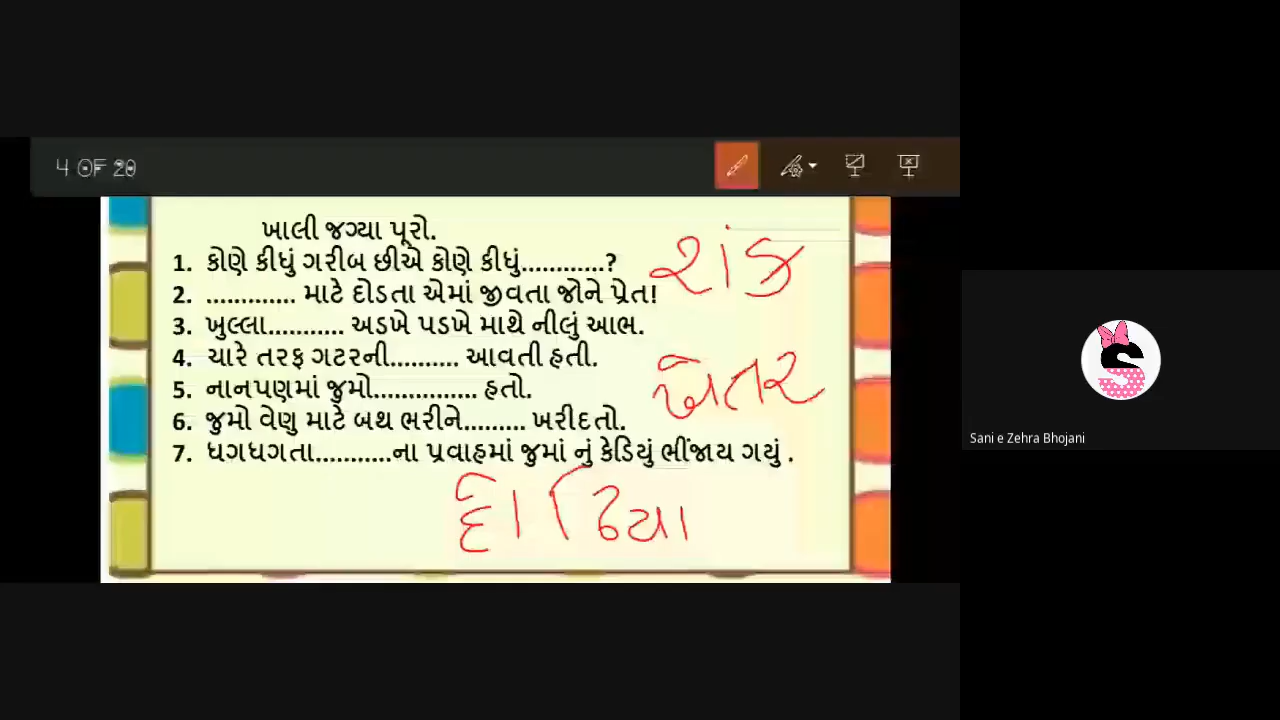 4 OF 20
ખાલી જગ્યા પૂરો.
1. કોણે કીધું ગરીબ છીએ કોણે કીધું............?
રાંક
2. ............. માટે દોડતા એમાં જીવતા જોને પ્રેત!
3. ખુલ્લા........... અડખે પડખે માથે નીલું આભ.
4. ચારે તરફ ગટરની.......... આવતી હતી.
ખેતર
5. નાનપણમાં જુમો............... હતો.
6. જુમો વેણુ માટે બથ ભરીને......... ખરીદતો.
7. ધગધગતા...........ના પ્રવાહમાં જુમાં નું કેડિયું ભીંજાય ગયું .
Sani e Zehra Bhojani